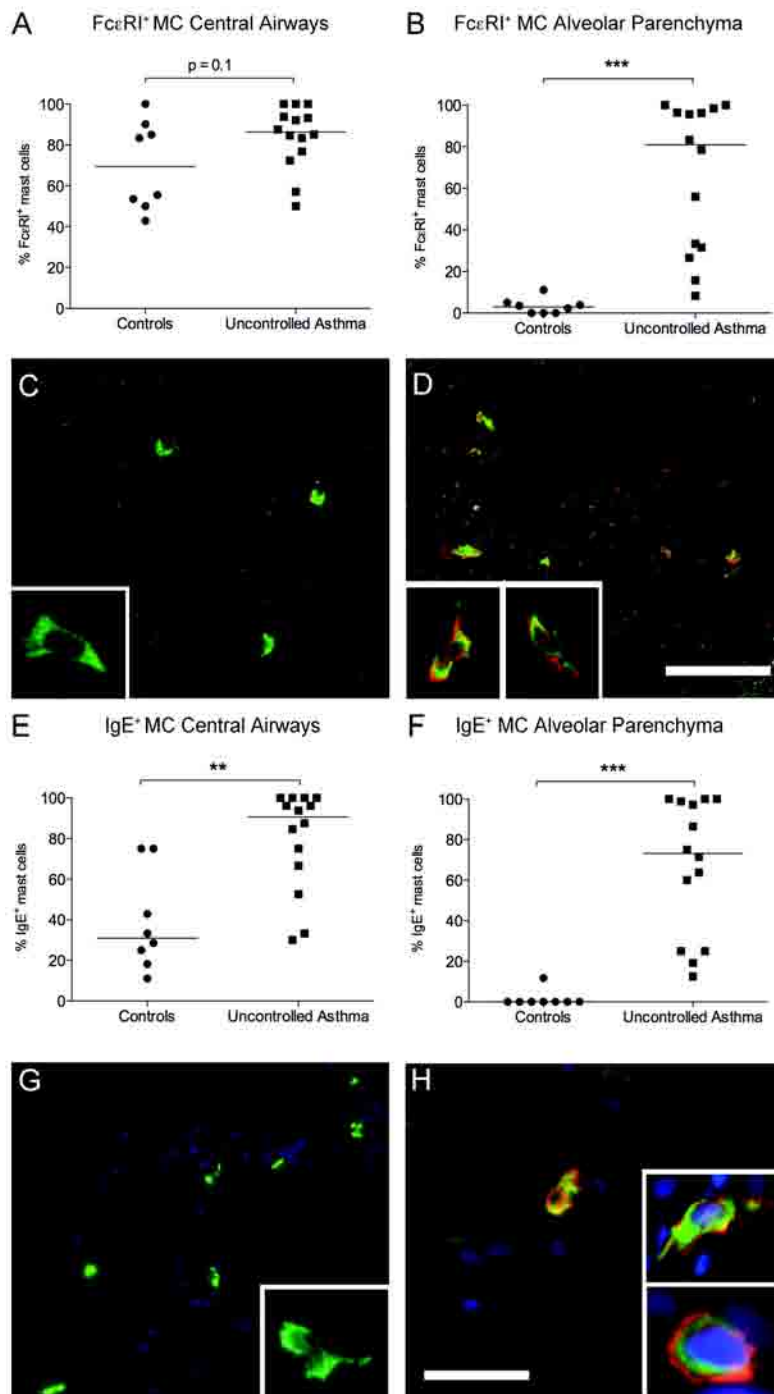 A
FcεRI⁺ MC Central Airways
p = 0.1
% FcεRI⁺ mast cells
100
80
60
40
20
0
Controls
Uncontrolled Asthma
B
FcεRI⁺ MC Alveolar Parenchyma
***
% FcεRI⁺ mast cells
100
80
60
40
20
0
Controls
Uncontrolled Asthma
C
D
E
IgE⁺ MC Central Airways
**
% IgE⁺ mast cells
100
80
60
40
20
0
Controls
Uncontrolled Asthma
F
IgE⁺ MC Alveolar Parenchyma
***
% IgE⁺ mast cells
100
80
60
40
20
0
Controls
Uncontrolled Asthma
G
H